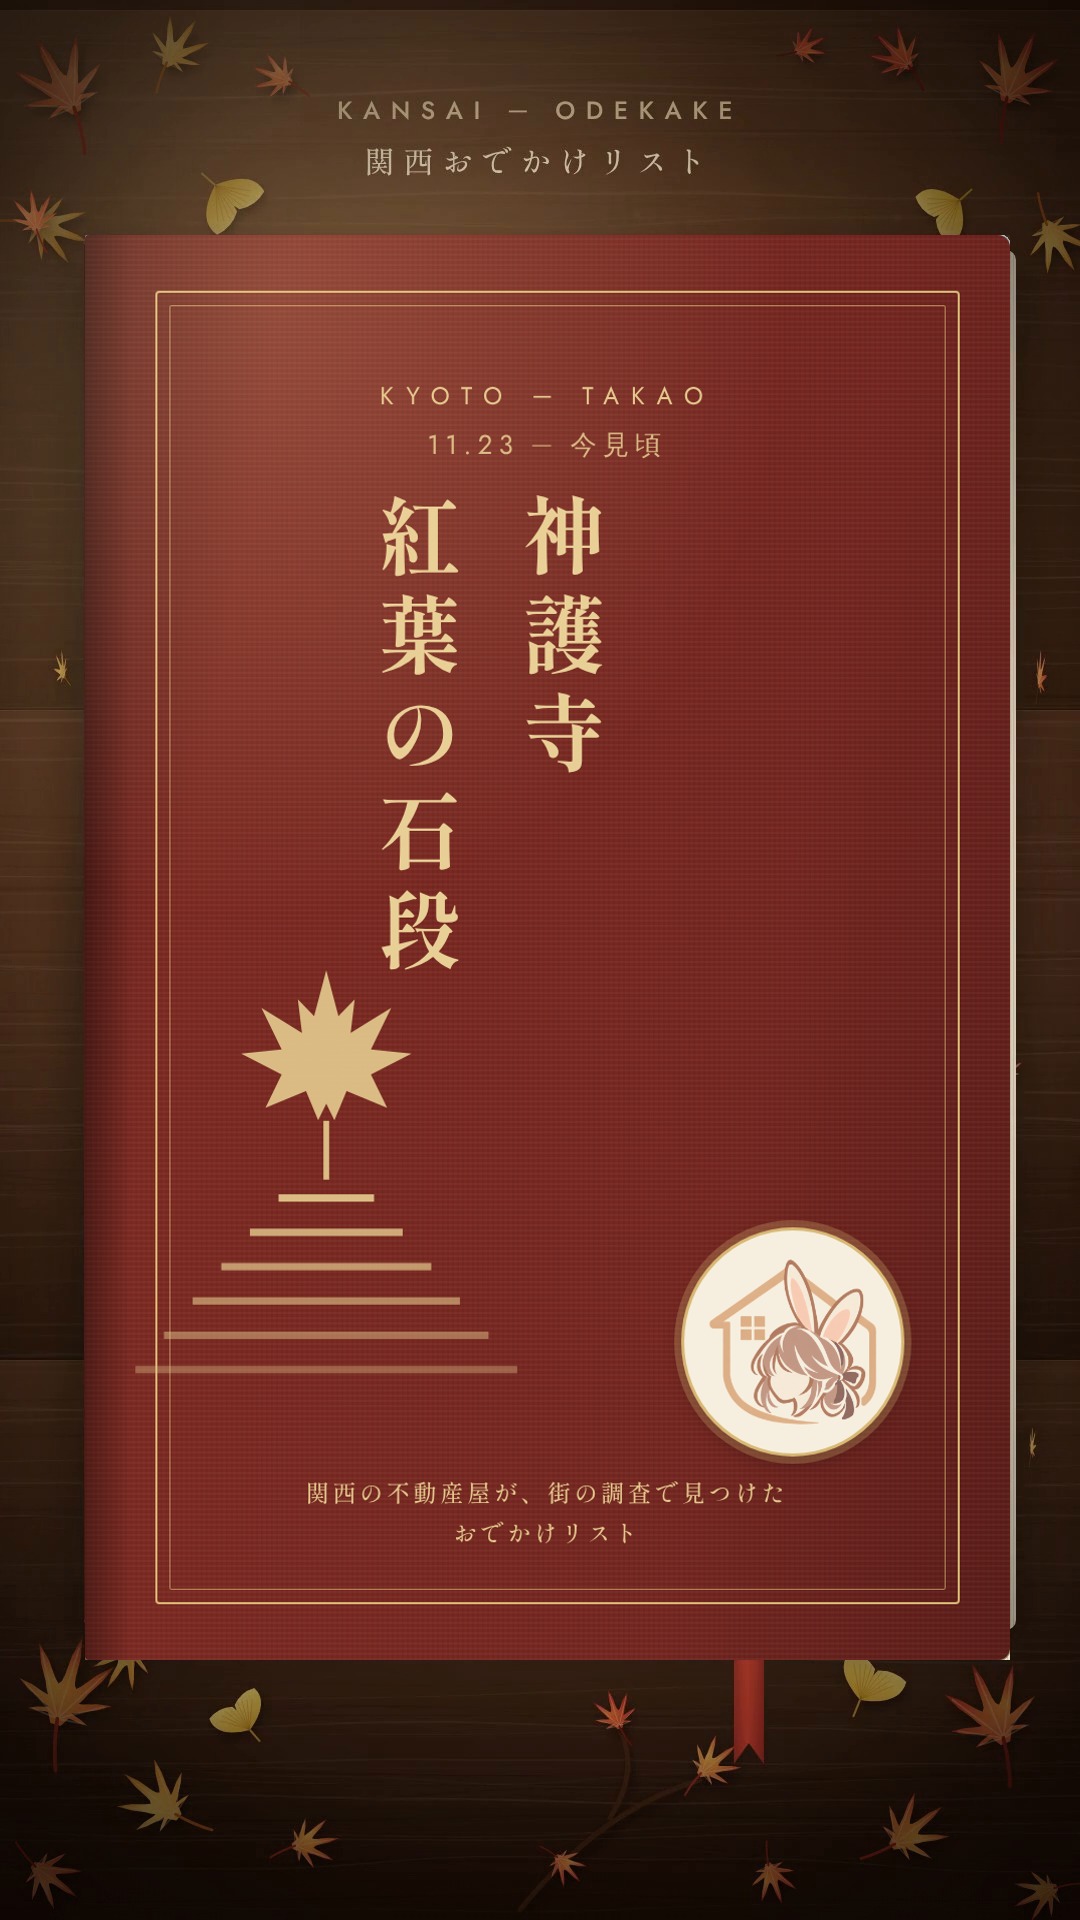 KANSAI — ODEKAKE
関西おでかけリスト
KYOTO — TAKAO
11.23 — 今見頃
神護寺
紅葉の石段
関西の不動産屋が、街の調査で見つけた
おでかけリスト